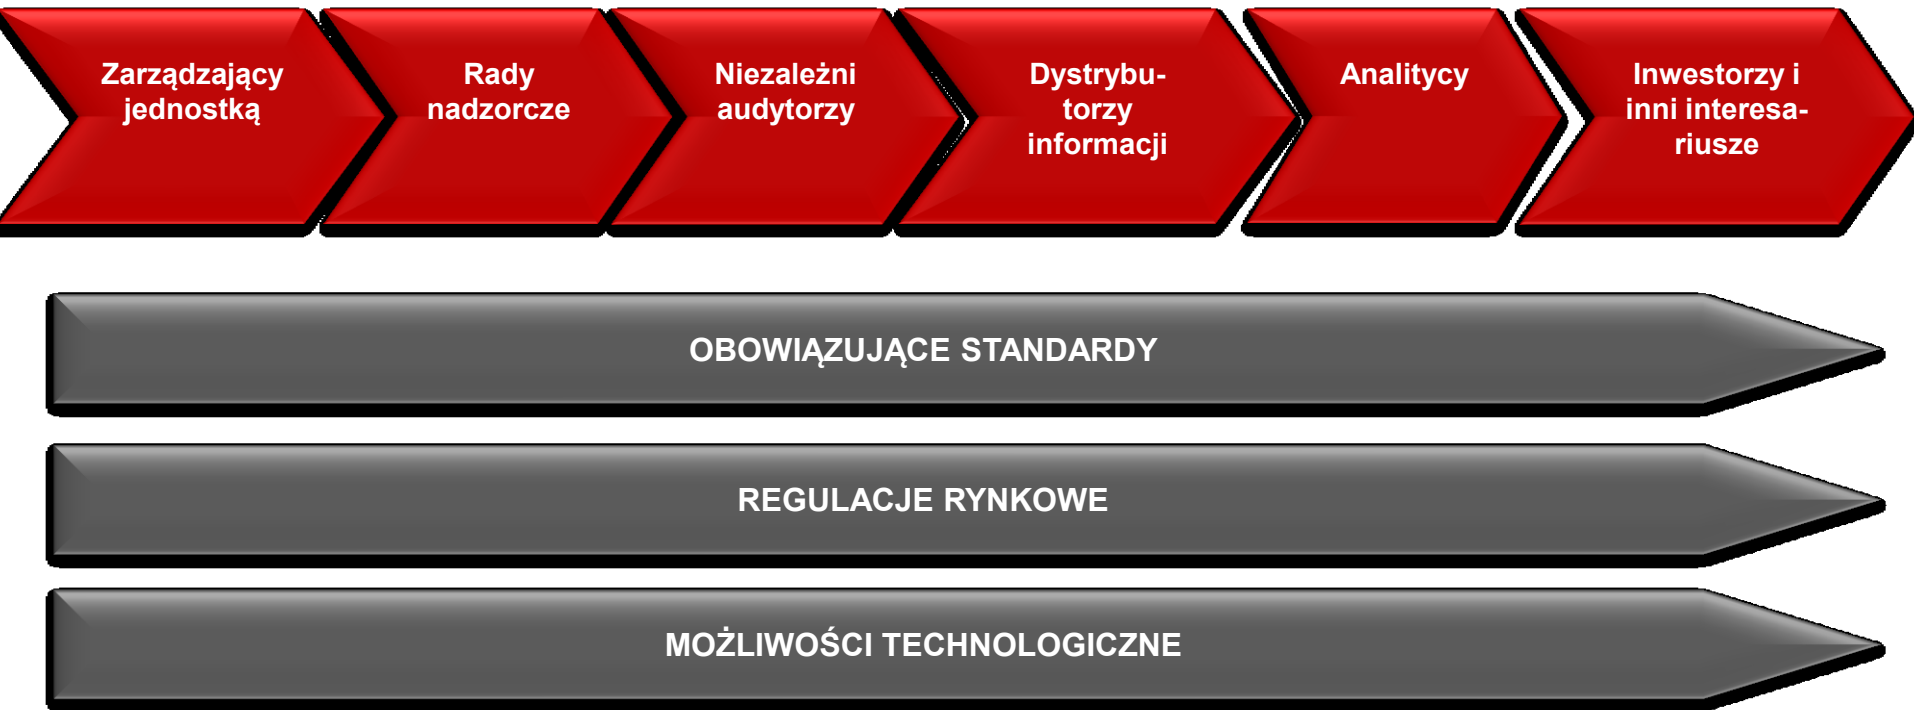 Zarządzający
jednostką
Rady
nadzorcze
Niezależni
audytorzy
Dystrybu-
torzy
informacji
Analitycy
Inwestorzy i
inni interesa-
riusze
OBOWIĄZUJĄCE STANDARDY
REGULACJE RYNKOWE
MOŻLIWOŚCI TECHNOLOGICZNE